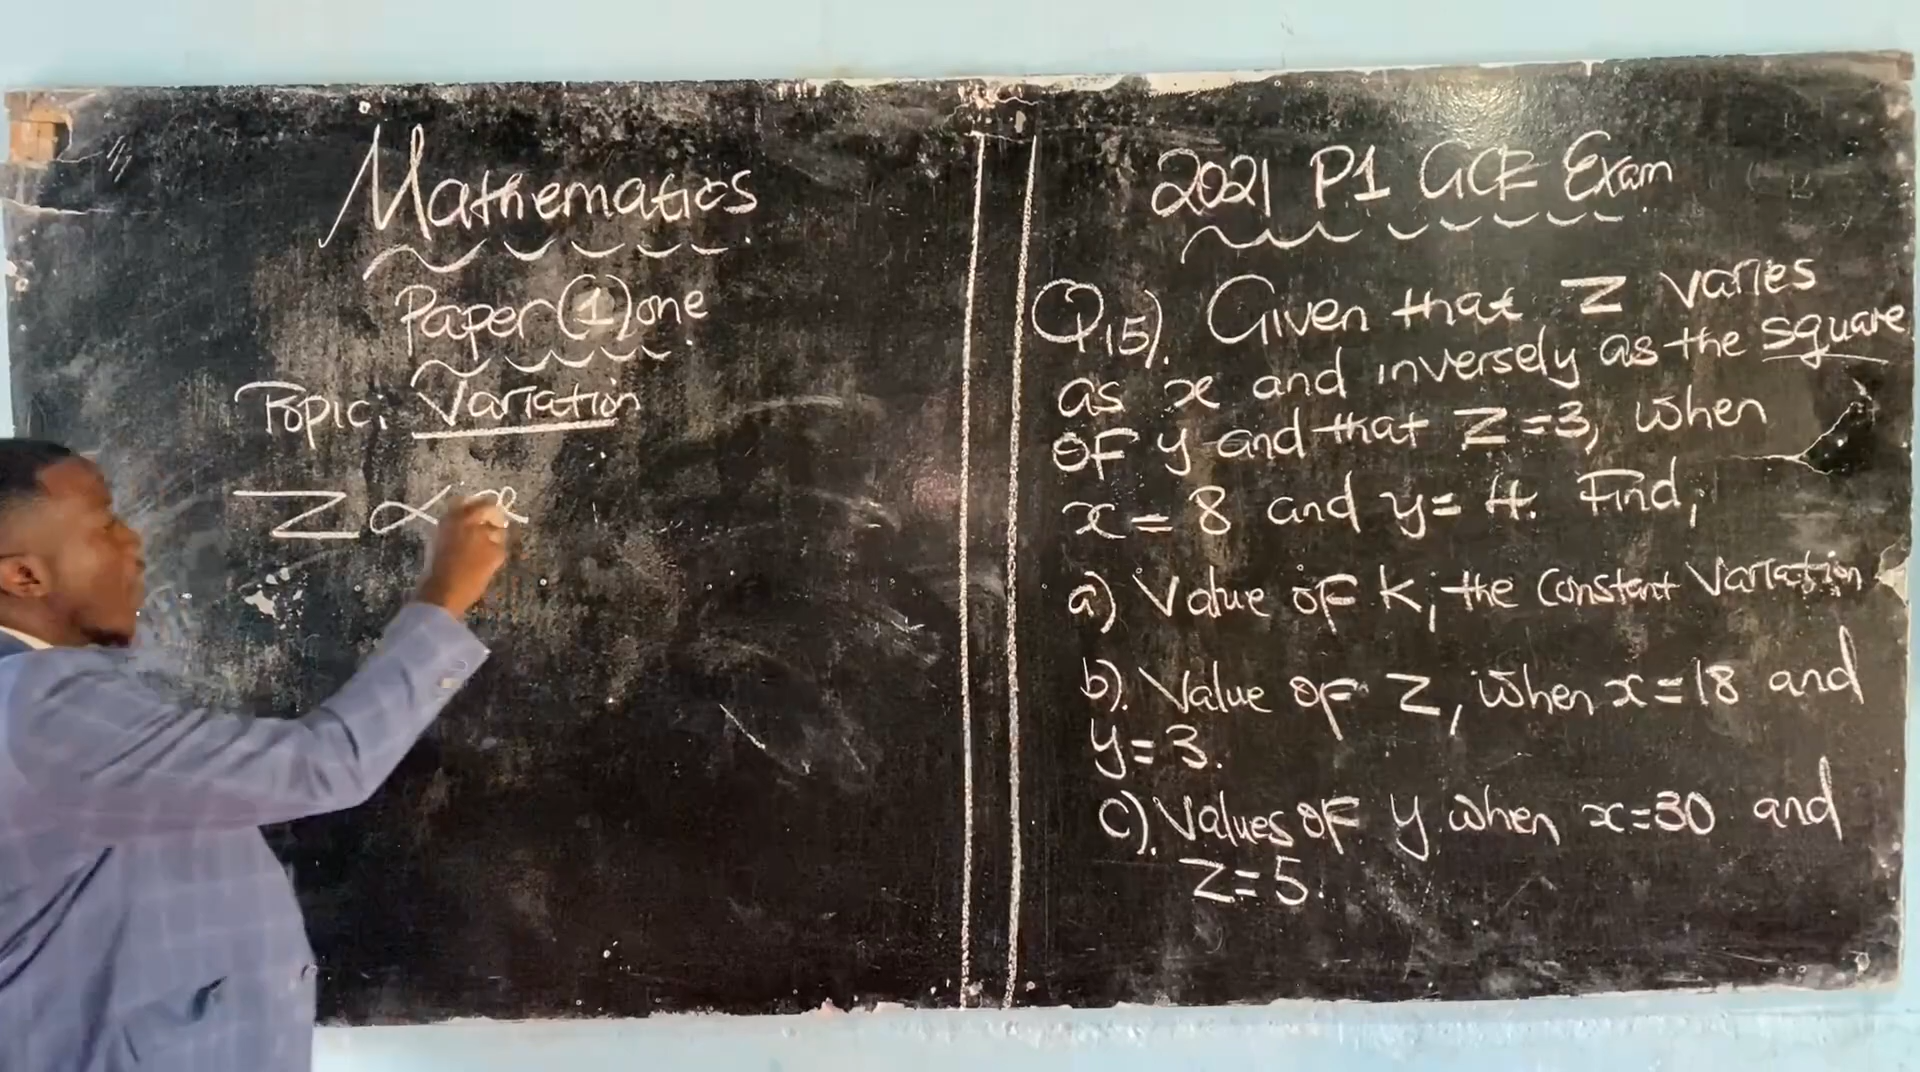 Mathematics
Paper (1) one
Topic: Variation
Z ∝ x
2021 P1 GCE Exam
Q15). Given that Z varies
as x and inversely as the square
of y and that Z=3, when
x = 8 and y= 4. Find,
a) Value of K, the constant Variation
b). Value of Z, when x=18 and
y=3.
c). Values of y when x=30 and
Z=5.